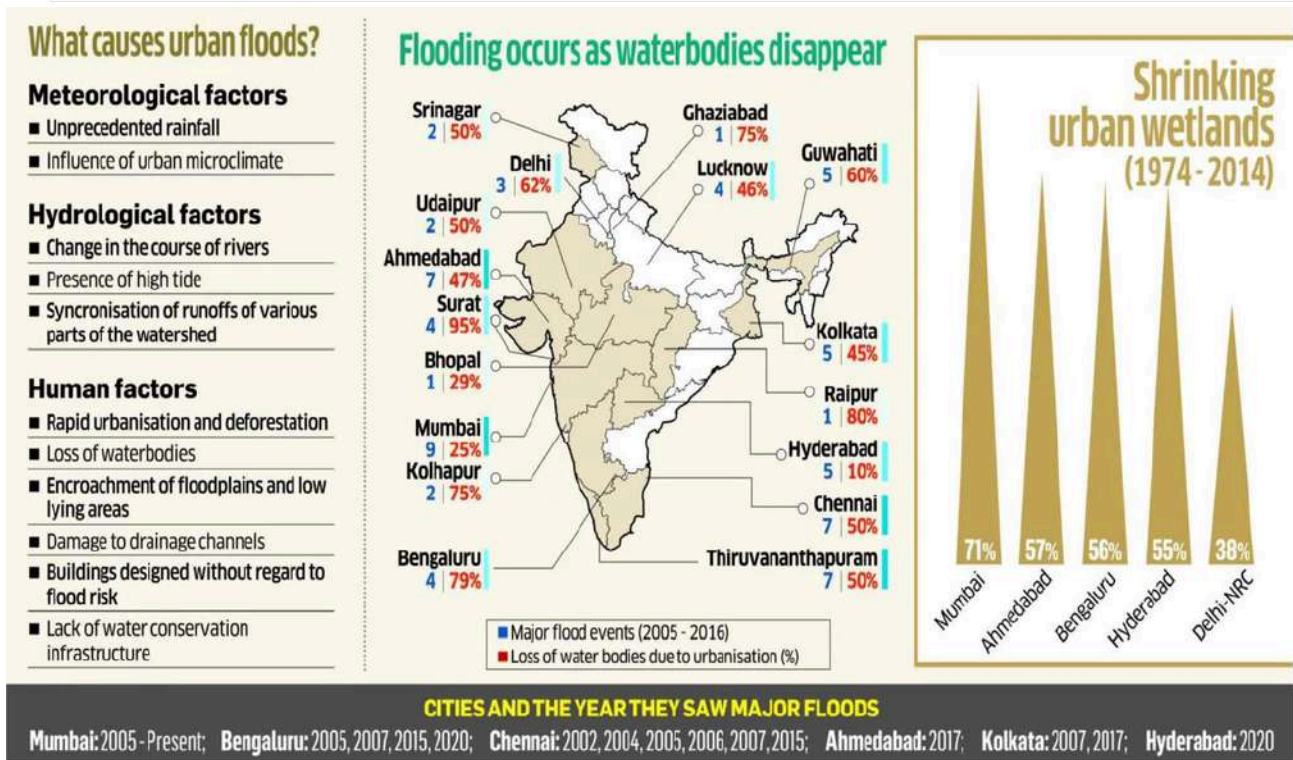 What causes urban floods?
Meteorological factors
■ Unprecedented rainfall
■ Influence of urban microclimate
Hydrological factors
■ Change in the course of rivers
■ Presence of high tide
■ Syncronisation of runoffs of various
parts of the watershed
Human factors
■ Rapid urbanisation and deforestation
■ Loss of waterbodies
■ Encroachment of floodplains and low
lying areas
■ Damage to drainage channels
■ Buildings designed without regard to
flood risk
■ Lack of water conservation
infrastructure
Flooding occurs as waterbodies disappear
Srinagar
2 | 50%
Delhi
3 | 62%
Udaipur
2 | 50%
Ahmedabad
7 | 47%
Surat
4 | 95%
Bhopal
1 | 29%
Mumbai
9 | 25%
Kolhapur
2 | 75%
Bengaluru
4 | 79%
Ghaziabad
1 | 75%
Lucknow
4 | 46%
Guwahati
5 | 60%
Kolkata
5 | 45%
Raipur
1 | 80%
Hyderabad
5 | 10%
Chennai
7 | 50%
Thiruvananthapuram
7 | 50%
■ Major flood events (2005 - 2016)
■ Loss of water bodies due to urbanisation (%)
Shrinking
urban wetlands
(1974 - 2014)
71% 57% 56% 55% 38%
Mumbai
Ahmedabad
Bengaluru
Hyderabad
Delhi-NRC
CITIES AND THE YEAR THEY SAW MAJOR FLOODS
Mumbai: 2005 - Present; Bengaluru: 2005, 2007, 2015, 2020; Chennai: 2002, 2004, 2005, 2006, 2007, 2015; Ahmedabad: 2017; Kolkata: 2007, 2017; Hyderabad: 2020